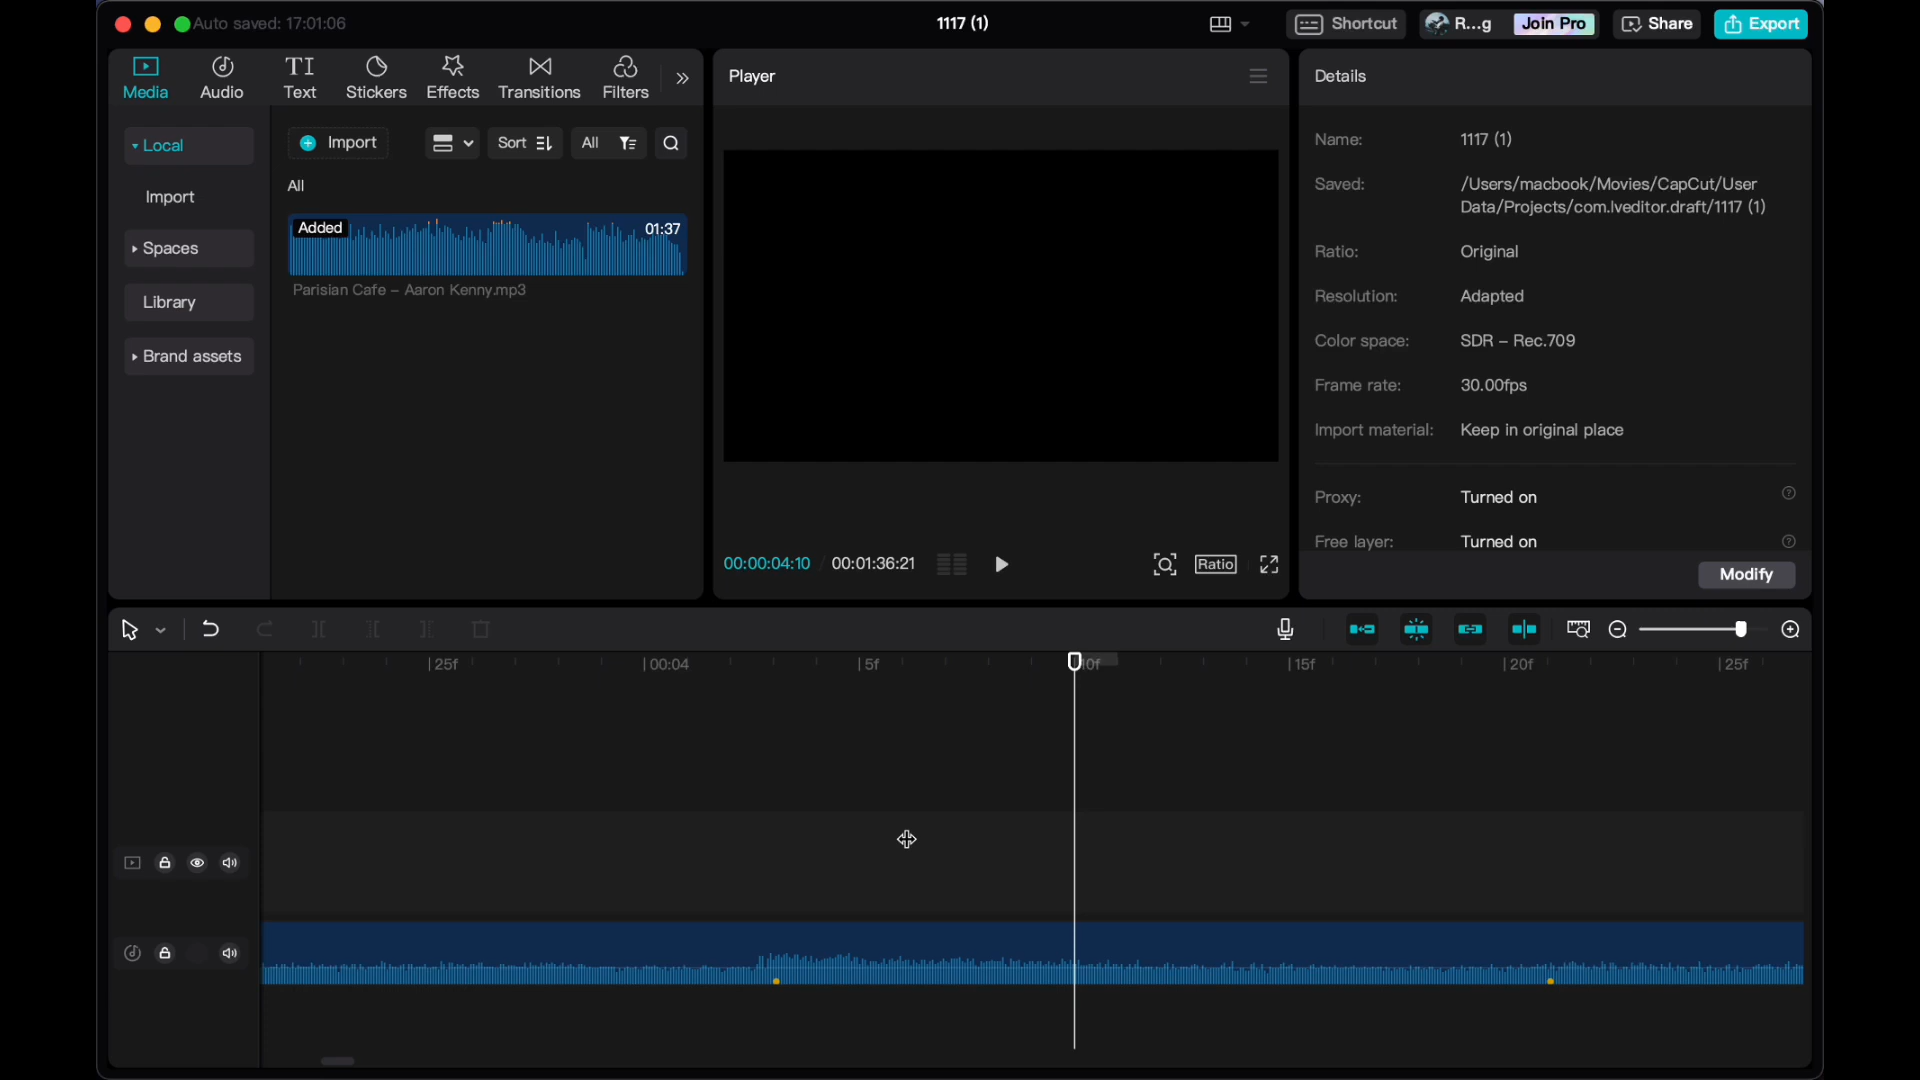 Auto saved: 17:01:06
1117 (1)
Shortcut
R...g
Join Pro
Share
Export
Media
Audio
TI
Text
Stickers
Effects
Transitions
Filters
Player
Details
Local
Import
Spaces
Library
Brand assets
Import
Sort
All
All
Added
01:37
Parisian Cafe – Aaron Kenny.mp3
00:00:04:10 / 00:01:36:21
Ratio
Name: 1117 (1)
Saved: /Users/macbook/Movies/CapCut/User
Data/Projects/com.lveditor.draft/1117 (1)
Ratio: Original
Resolution: Adapted
Color space: SDR – Rec.709
Frame rate: 30.00fps
Import material: Keep in original place
Proxy: Turned on
Free layer: Turned on
Modify
25f
00:04
5f
10f
15f
20f
25f